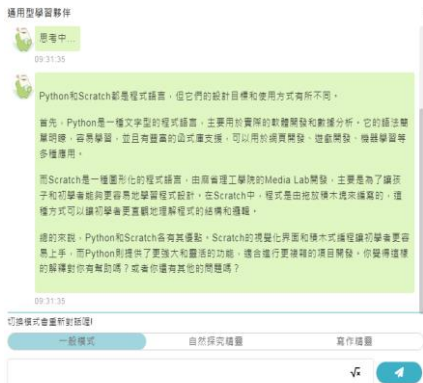 通用型學習夥伴
思考中...
09:31:35
Python和Scratch都是程式語言，但它們的設計目標和使用方式有所不同。
首先，Python是一種文字型的程式語言，主要用於實際的軟體開發和數據分析。它的語法簡
單明瞭，容易學習，並且有豐富的函式庫支援，可以用於網頁開發、遊戲開發、機器學習等
多種應用。
而Scratch是一種圖形化的程式語言，由麻省理工學院的Media Lab開發，主要是為了讓孩
子和初學者能夠更容易地學習程式設計。在Scratch中，程式是由拖放積木塊來編寫的，這
種方式可以讓初學者更直觀地理解程式的結構和邏輯。
總的來說，Python和Scratch各有其優點。Scratch的視覺化界面和積木式編程讓初學者更容
易上手，而Python則提供了更強大和靈活的功能，適合進行更複雜的項目開發。你覺得這樣
的解釋對你有幫助嗎？或者你還有其他的問題嗎？
09:31:35
切換模式會重新對話喔!
一般模式 自然探究精靈 寫作精靈
√x